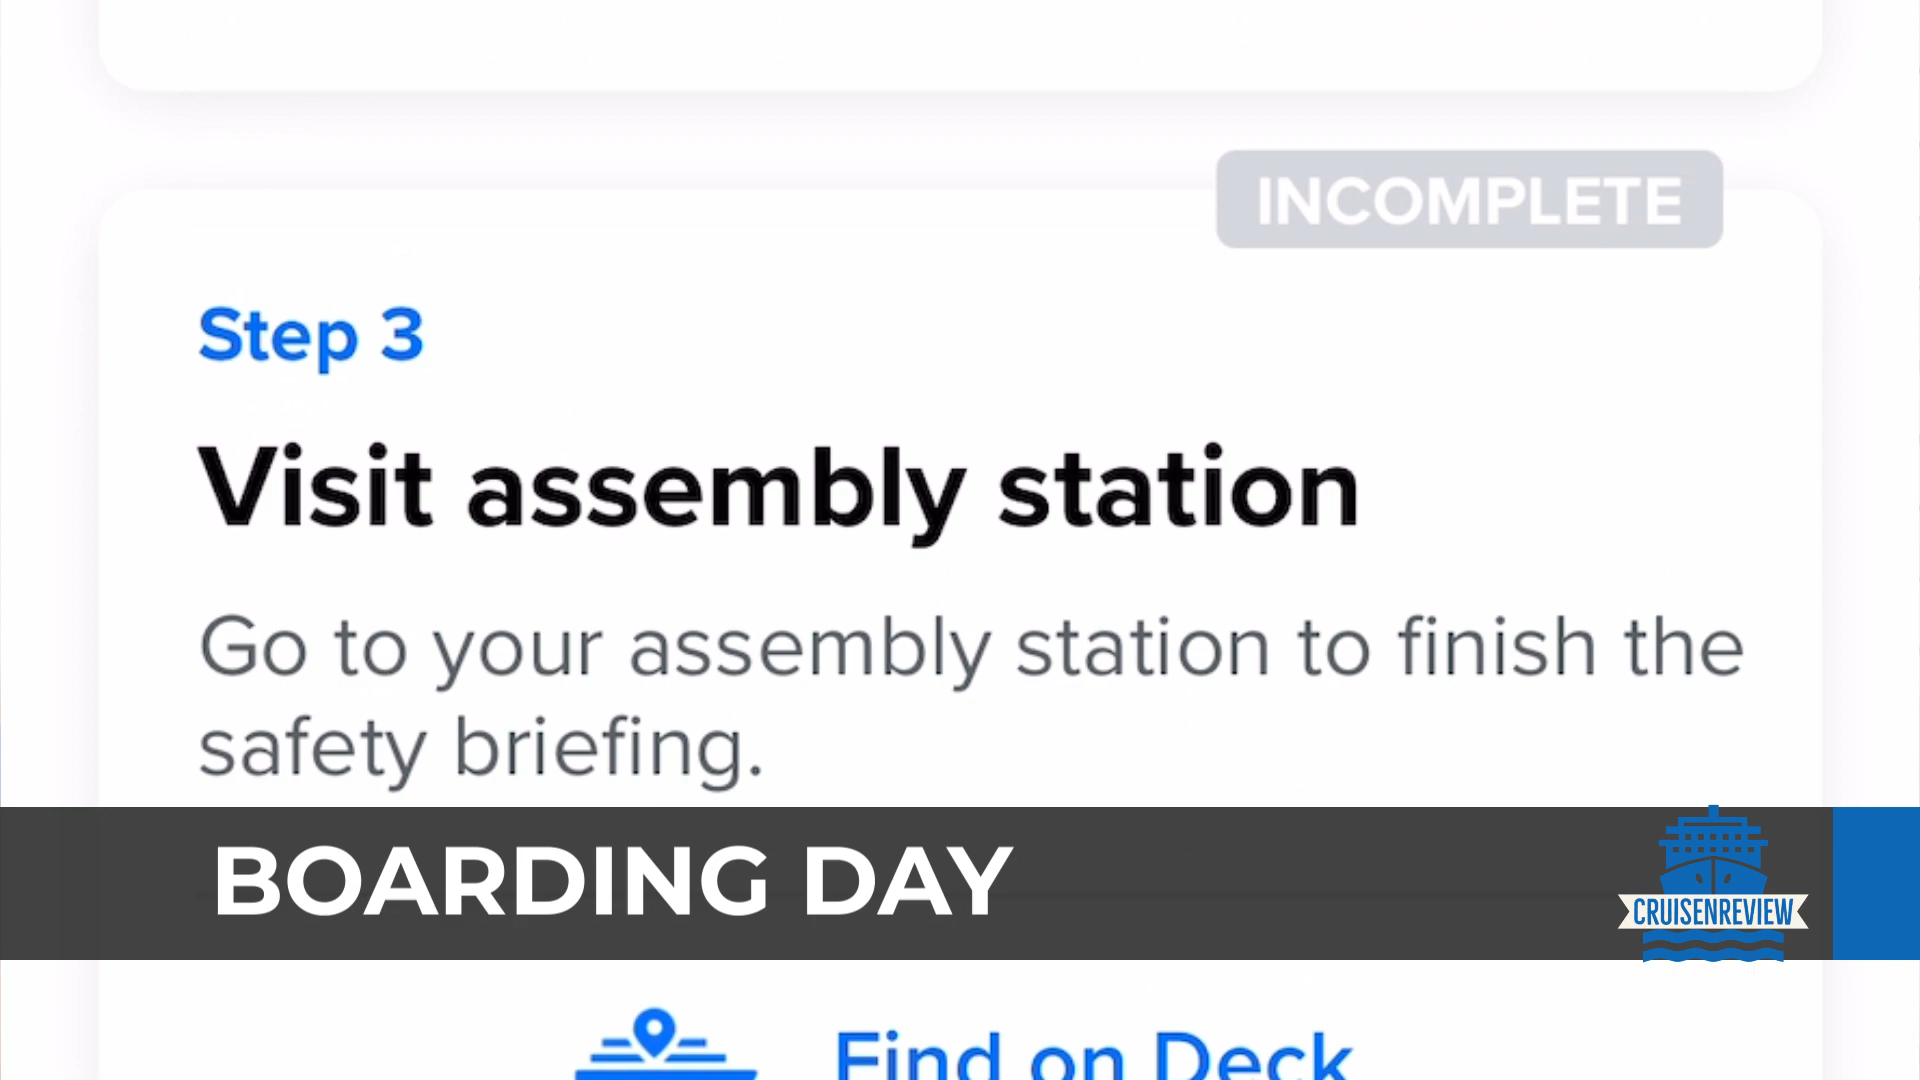 INCOMPLETE
Step 3
Visit assembly station
Go to your assembly station to finish the
safety briefing.
BOARDING DAY
CRUISENREVIEW
Find on Deck